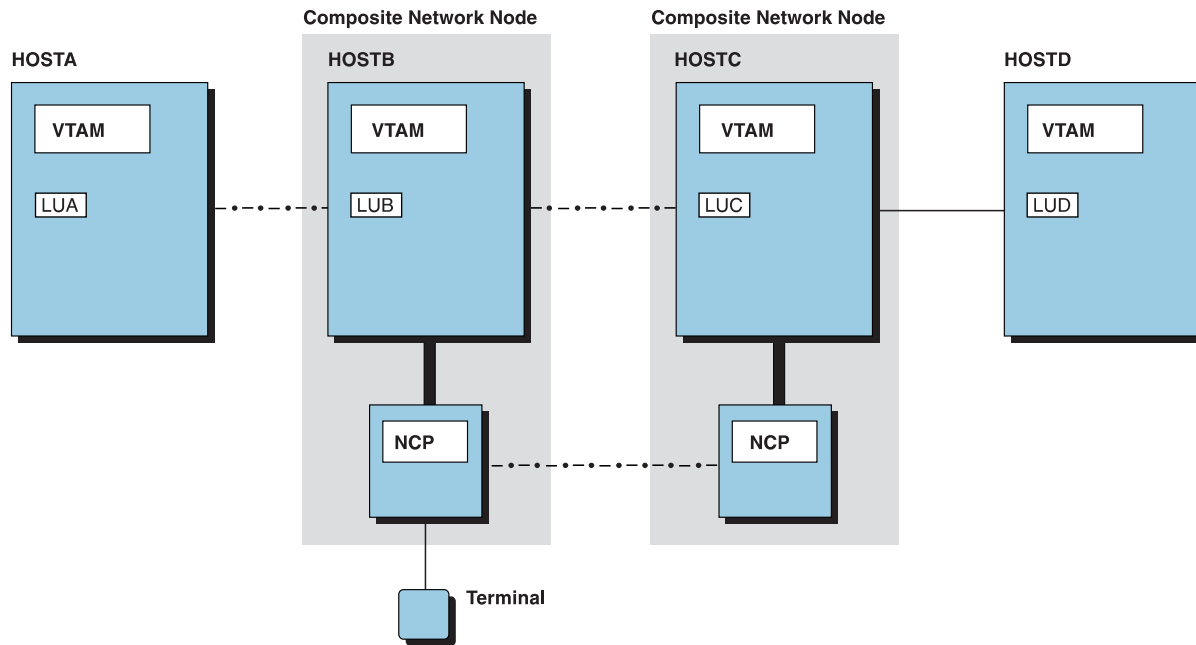 Composite Network Node
Composite Network Node
HOSTA
HOSTB
HOSTC
HOSTD
VTAM
VTAM
VTAM
VTAM
LUA
LUB
LUC
LUD
NCP
NCP
Terminal